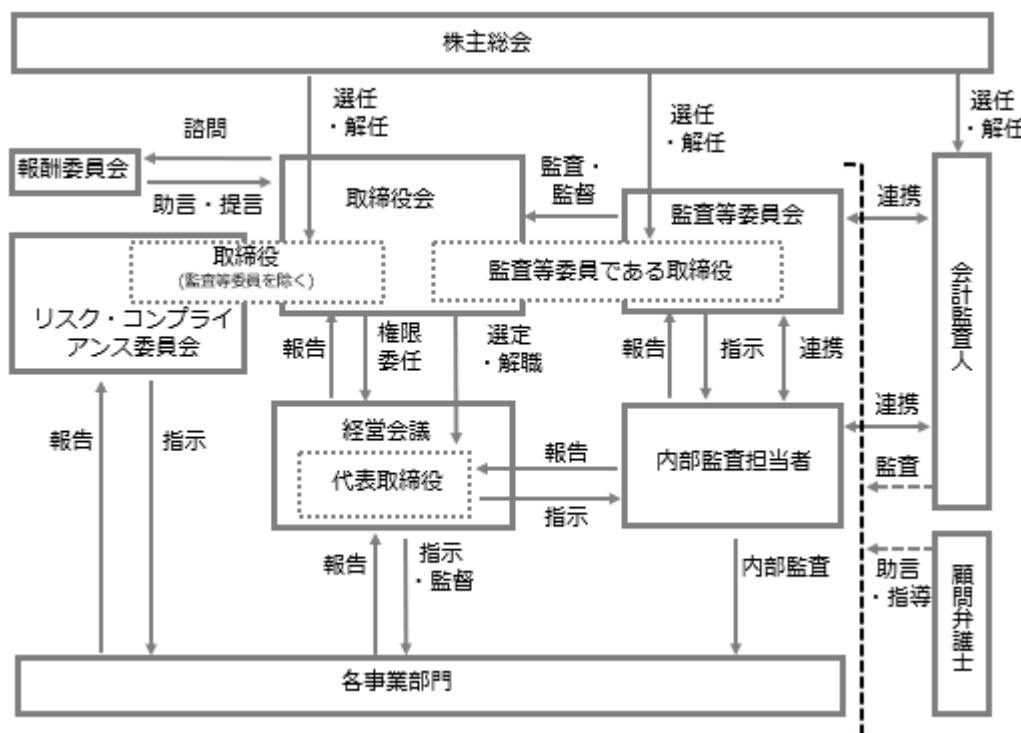 株主総会
選任
・解任
選任
・解任
選任
・解任
諮問
報酬委員会
助言・提言
取締役会
監査・
監督
監査等委員会
連携
取締役
(監査等委員を除く)
監査等委員である取締役
リスク・コンプライ
アンス委員会
会計監査人
報告
権限
委任
選定
・解職
報告
指示
連携
経営会議
代表取締役
報告
指示
内部監査担当者
連携
監査
報告
指示
報告
指示
・監督
内部監査
助言
・指導
顧問弁護士
各事業部門